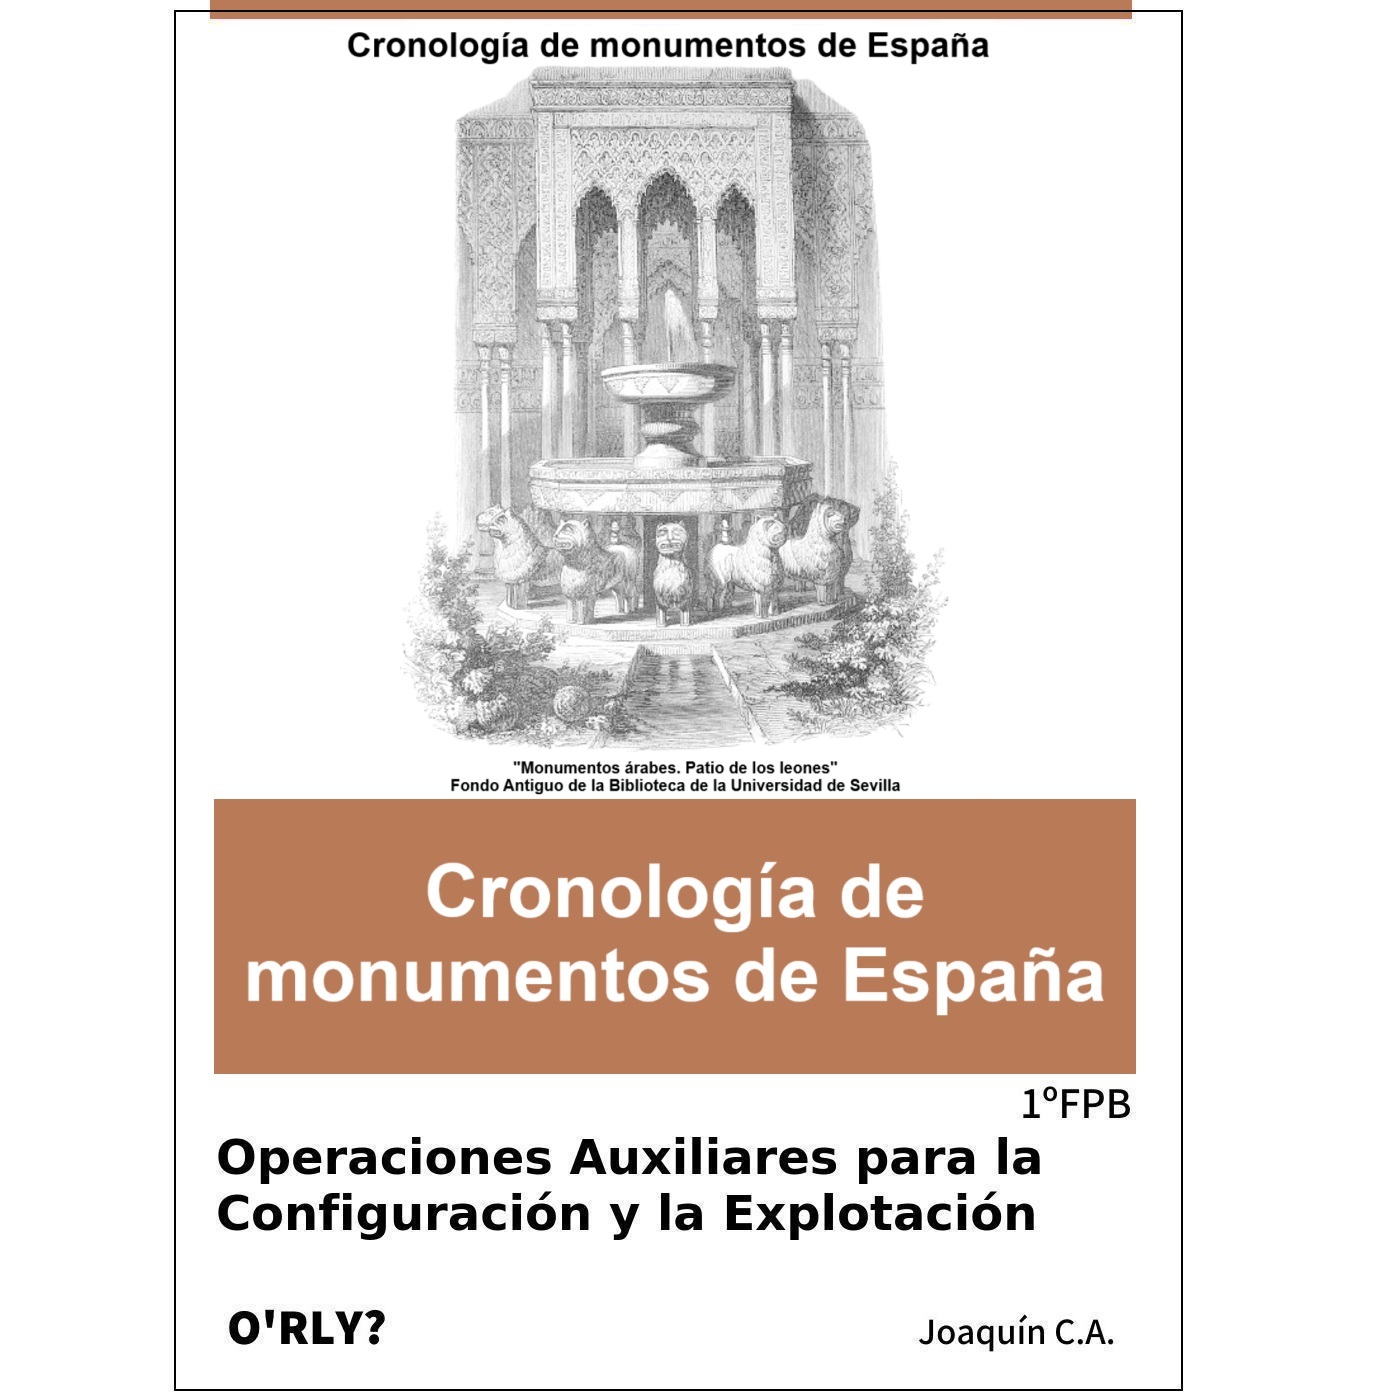 Cronología de monumentos de España
"Monumentos árabes. Patio de los leones"
Fondo Antiguo de la Biblioteca de la Universidad de Sevilla
Cronología de
monumentos de España
1ºFPB
Operaciones Auxiliares para la
Configuración y la Explotación
O'RLY?
Joaquín C.A.